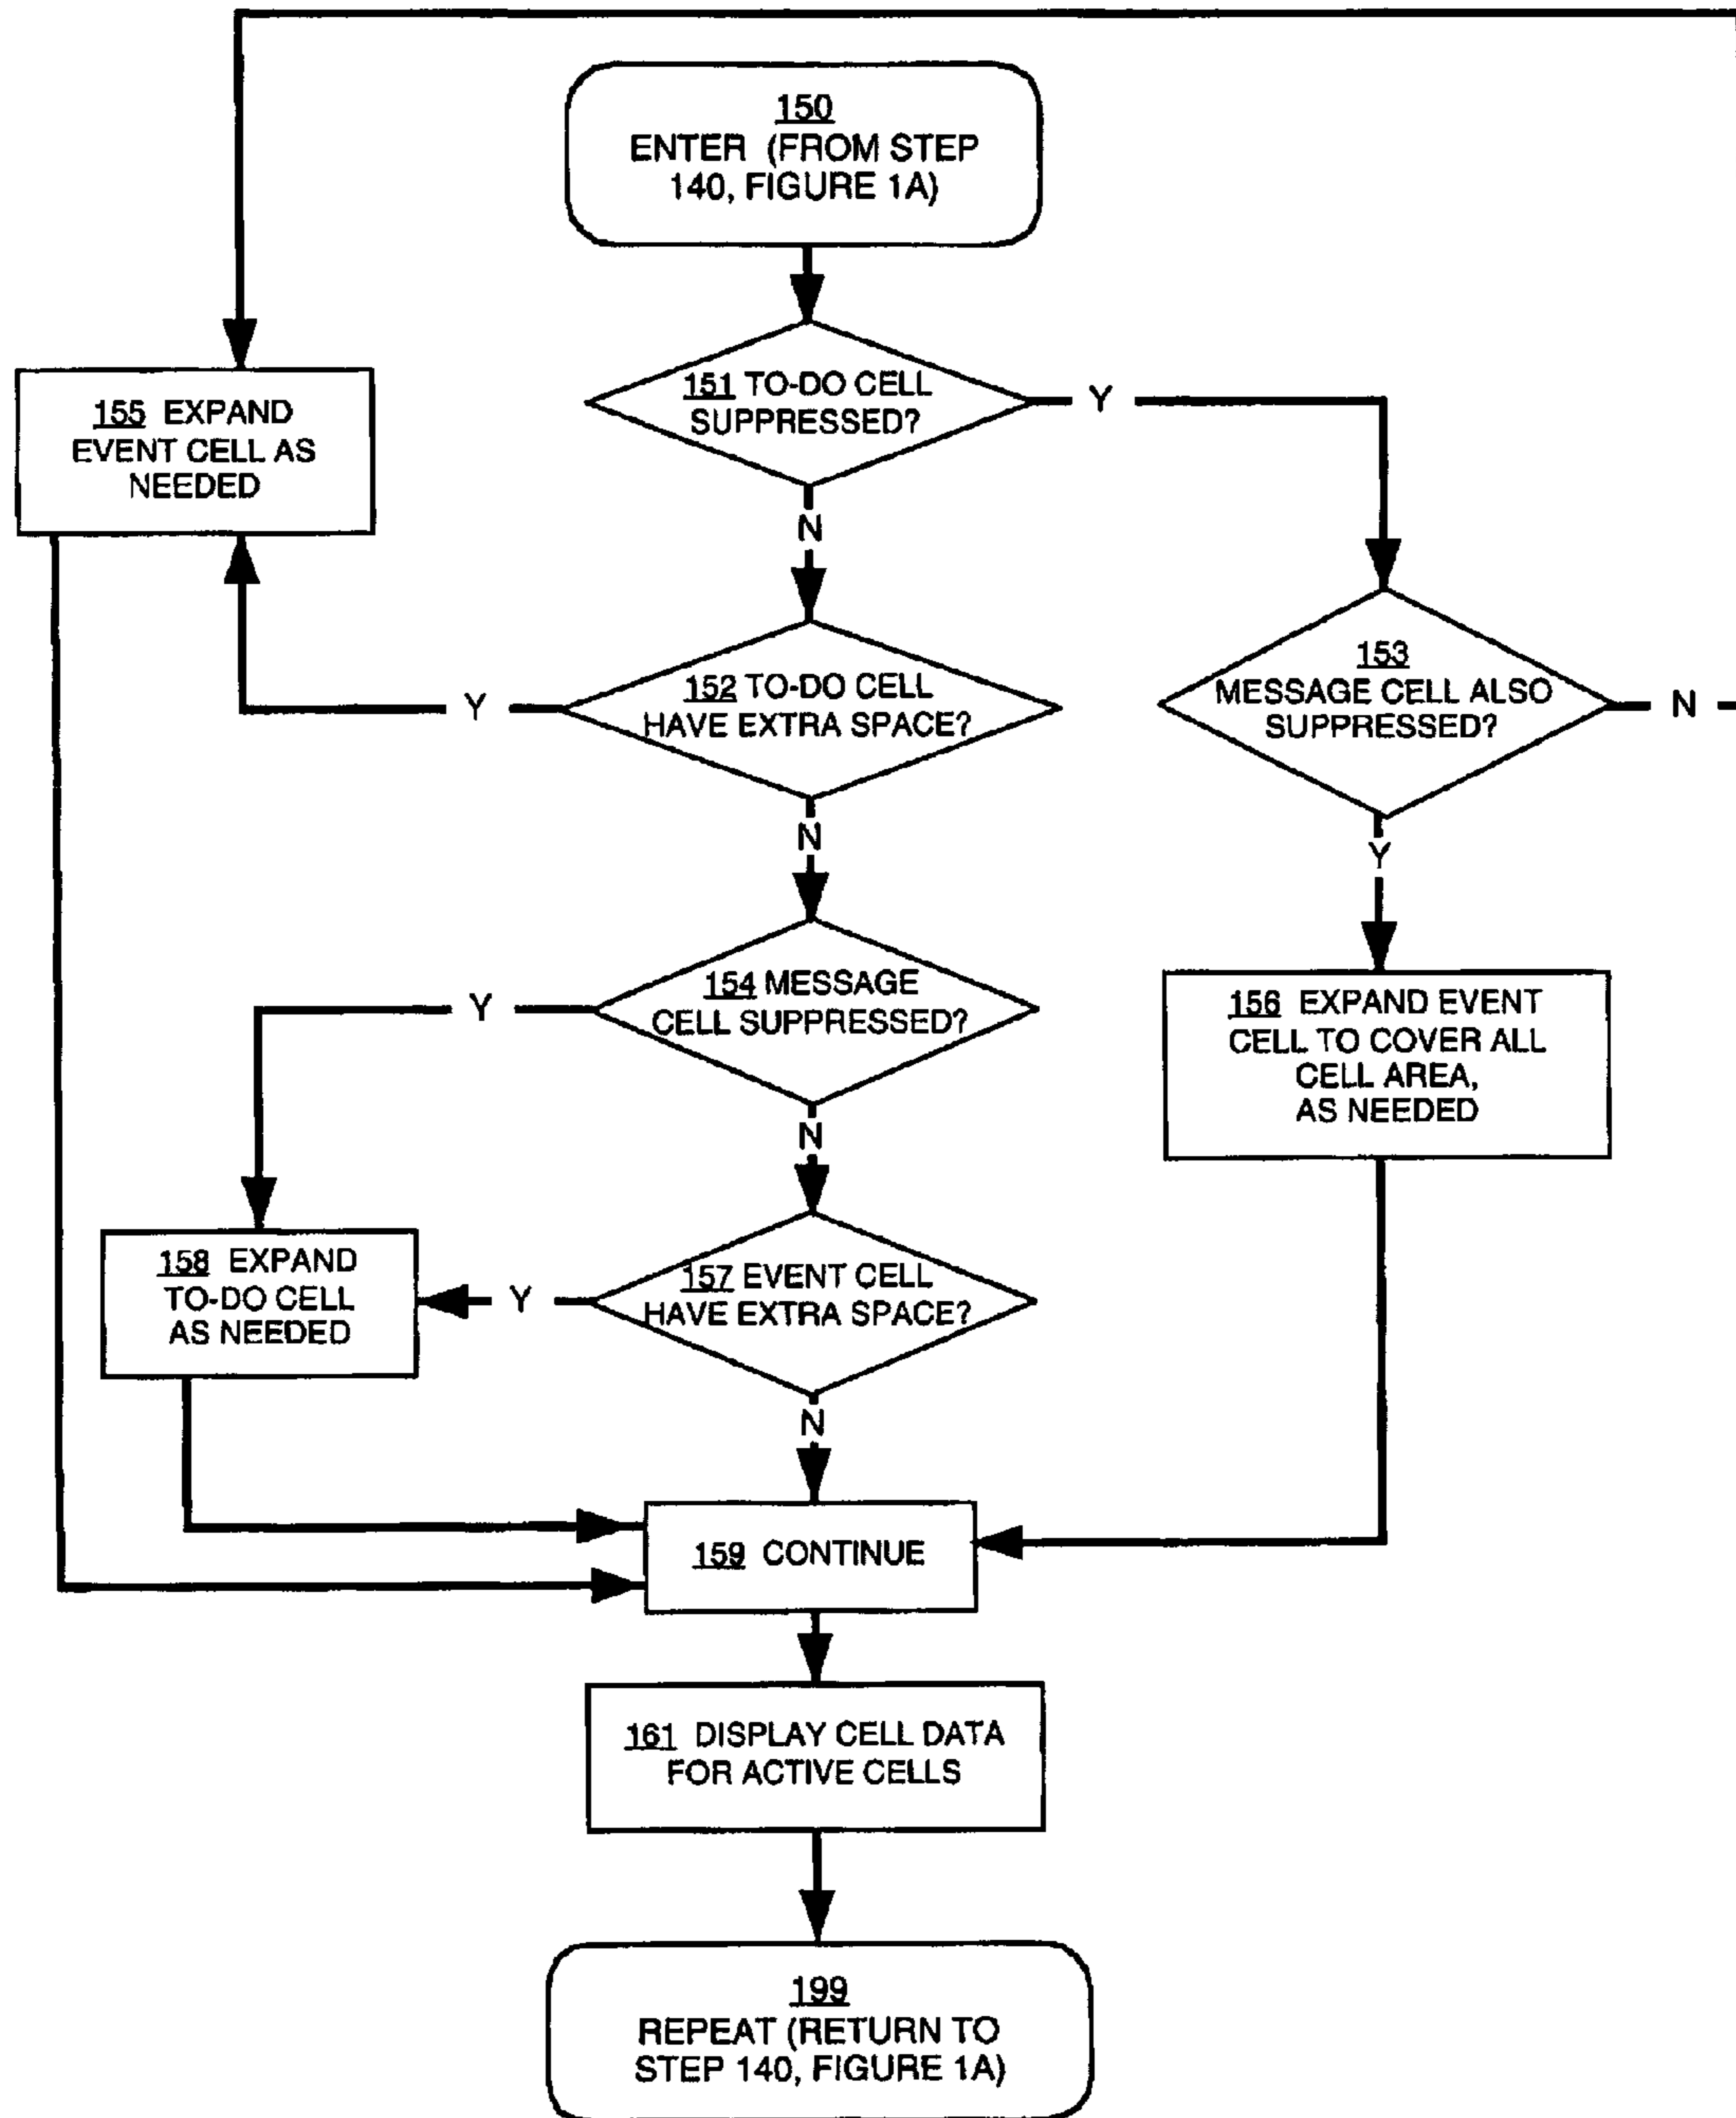 150
ENTER (FROM STEP
140, FIGURE 1A)
151 TO-DO CELL
SUPPRESSED?
Y
N
155 EXPAND
EVENT CELL AS
NEEDED
152 TO-DO CELL
HAVE EXTRA SPACE?
Y
N
153
MESSAGE CELL ALSO
SUPPRESSED?
N
Y
154 MESSAGE
CELL SUPPRESSED?
Y
N
156 EXPAND EVENT
CELL TO COVER ALL
CELL AREA,
AS NEEDED
158 EXPAND
TO-DO CELL
AS NEEDED
157 EVENT CELL
HAVE EXTRA SPACE?
Y
N
159 CONTINUE
161 DISPLAY CELL DATA
FOR ACTIVE CELLS
199
REPEAT (RETURN TO
STEP 140, FIGURE 1A)